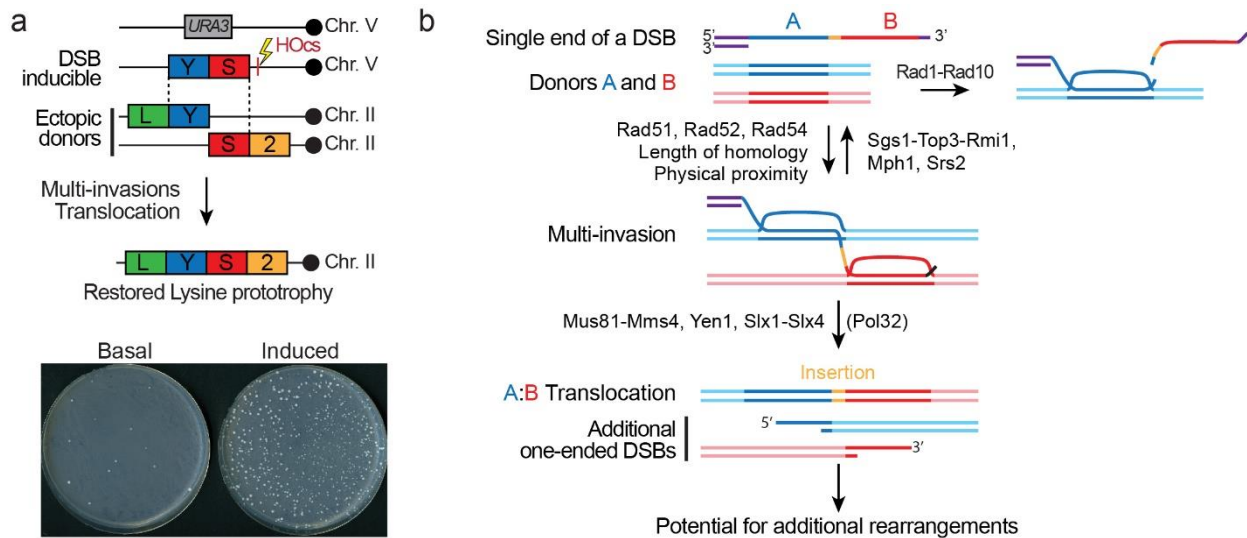 a
URA3
Chr. V
DSB
inducible
HOcs
Y
S
Chr. V
Ectopic
donors
L
Y
Chr. II
S
2
Chr. II
Multi-invasions
Translocation
L
Y
S
2
Chr. II
Restored Lysine prototrophy
Basal
Induced
b
A
B
Single end of a DSB
5′
3′
3′
Donors A and B
Rad1-Rad10
Rad51, Rad52, Rad54
Length of homology
Physical proximity
Sgs1-Top3-Rmi1,
Mph1, Srs2
Multi-invasion
Mus81-Mms4, Yen1, Slx1-Slx4
(Pol32)
Insertion
A:B Translocation
Additional
one-ended DSBs
5′
3′
Potential for additional rearrangements